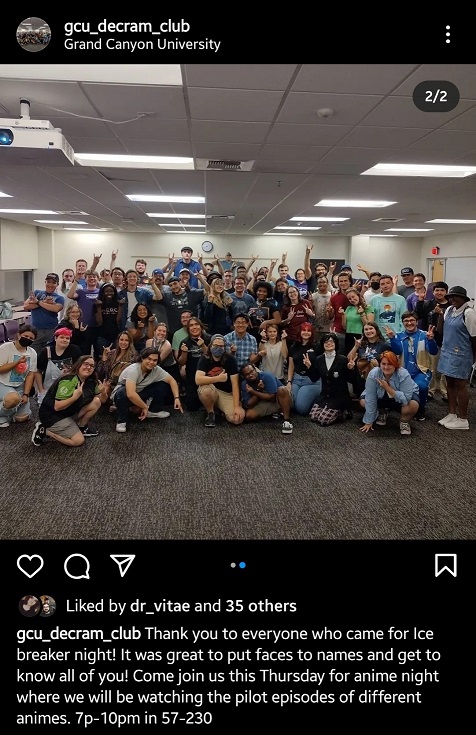 gcu_decram_club
Grand Canyon University
2/2
Liked by dr_vitae and 35 others
gcu_decram_club Thank you to everyone who came for Ice
breaker night! It was great to put faces to names and get to
know all of you! Come join us this Thursday for anime night
where we will be watching the pilot episodes of different
animes. 7p-10pm in 57-230